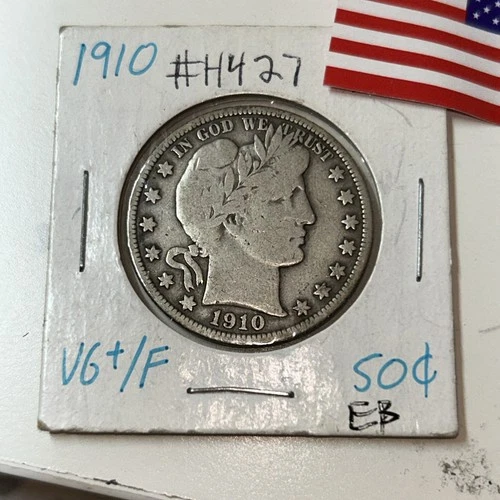 1910 #H427
IN GOD WE TRUST
1910
VG+/F
50¢
EB